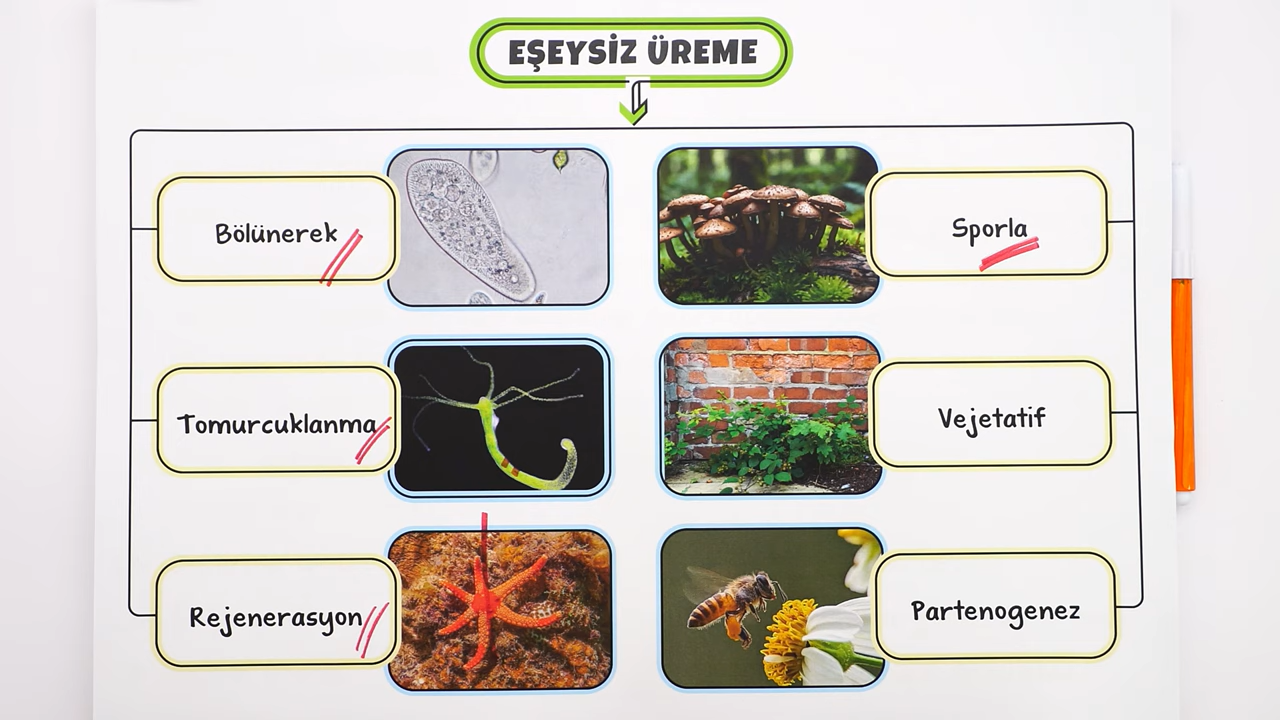 EŞEYSİZ ÜREME
Bölünerek
Sporla
Tomurcuklanma
Vejetatif
Rejenerasyon
Partenogenez